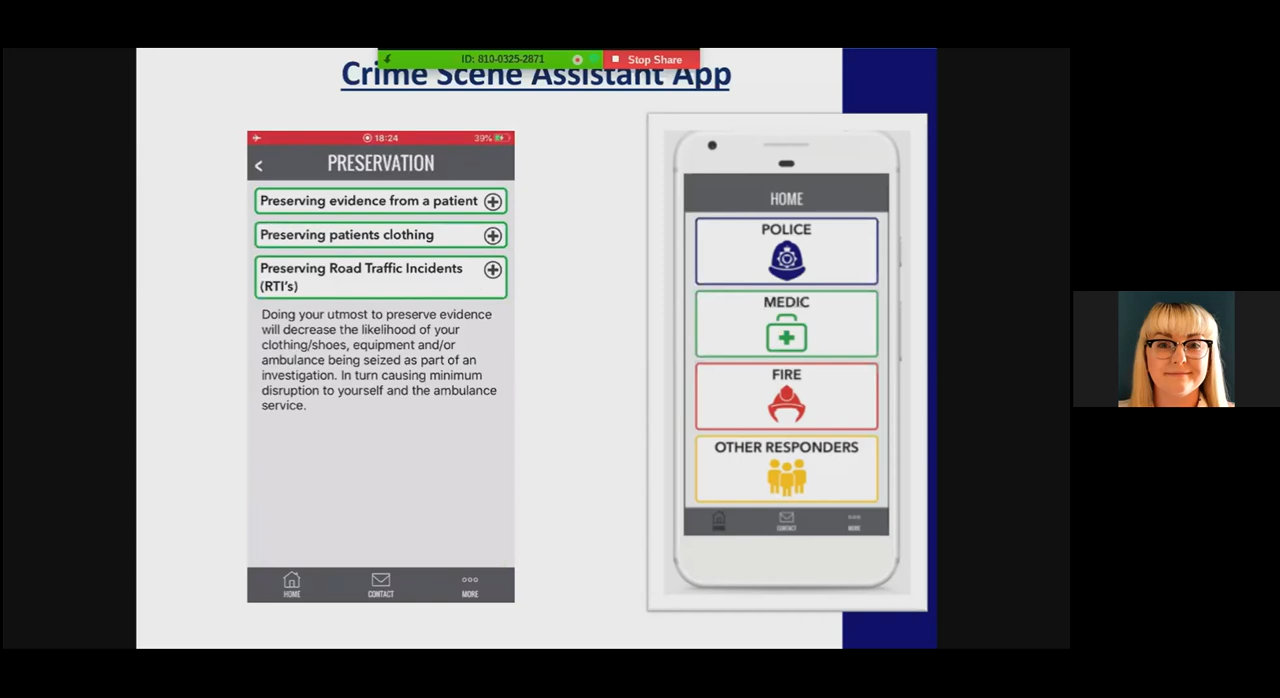 ID: 810-0325-2871
Stop Share
Crime Scene Assistant App
18:24
39%
PRESERVATION
Preserving evidence from a patient
Preserving patients clothing
Preserving Road Traffic Incidents
(RTI's)
Doing your utmost to preserve evidence
will decrease the likelihood of your
clothing/shoes, equipment and/or
ambulance being seized as part of an
investigation. In turn causing minimum
disruption to yourself and the ambulance
service.
HOME
CONTACT
MORE
HOME
POLICE
MEDIC
FIRE
OTHER RESPONDERS
HOME
CONTACT
MORE